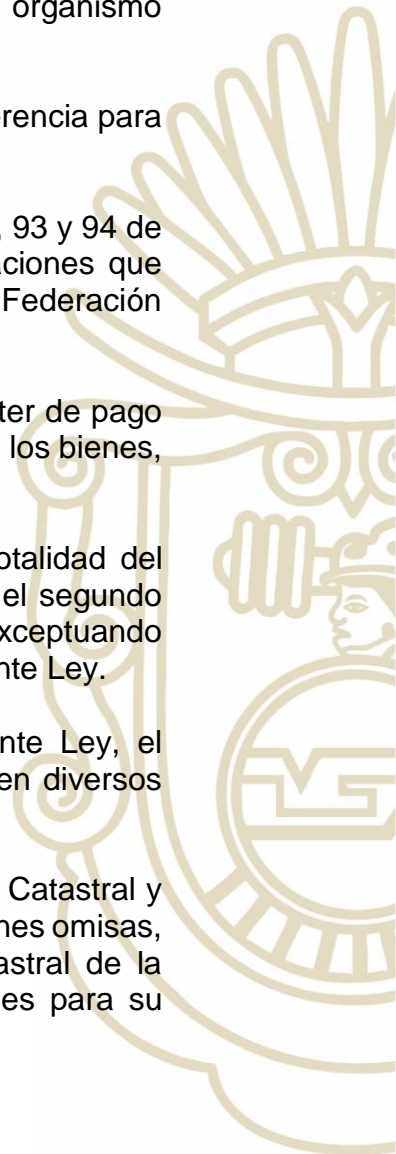 organismo
erencia para
, 93 y 94 de
aciones que
Federación
ter de pago
los bienes,
otalidad del
el segundo
xceptuando
nte Ley.
nte Ley, el
en diversos
Catastral y
nes omisas,
astral de la
es para su